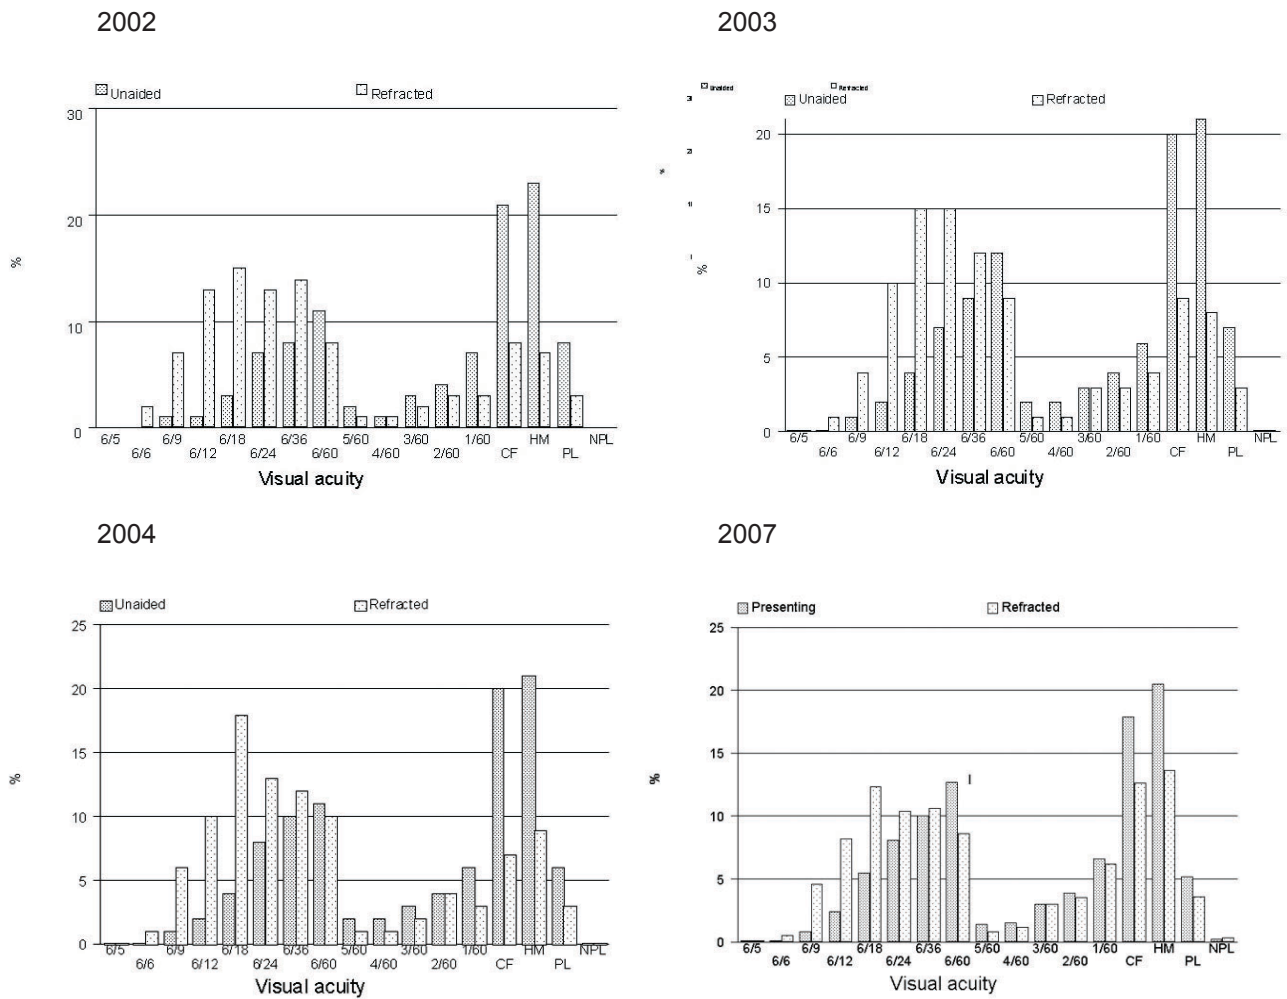 2002
Unaided Refracted
30
20
%
10
0
6/5 6/9 6/18 6/36 5/60 3/60 1/60 HM NPL
6/6 6/12 6/24 6/60 4/60 2/60 CF PL
Visual acuity
2003
Unaided Refracted
Unaided Refracted
%
20
15
10
%
5
0
6/5 6/9 6/18 6/36 5/60 3/60 1/60 HM NPL
6/6 6/12 6/24 6/60 4/60 2/60 CF PL
Visual acuity
2004
Unaided Refracted
25
20
15
%
10
5
0
6/5 6/9 6/18 6/36 5/60 3/60 1/60 HM NPL
6/6 6/12 6/24 6/60 4/60 2/60 CF PL
Visual acuity
2007
Presenting Refracted
25
20
15
%
10
5
0
6/5 6/9 6/18 6/36 5/60 3/60 1/60 HM NPL
6/6 6/12 6/24 6/60 4/60 2/60 CF PL
Visual acuity